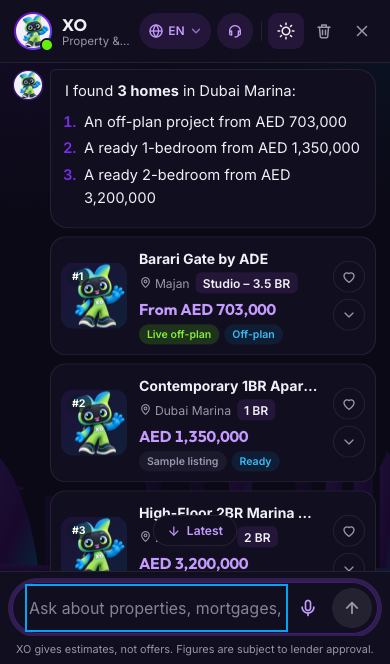 XO
Property &...
EN
I found 3 homes in Dubai Marina:
1. An off-plan project from AED 703,000
2. A ready 1-bedroom from AED 1,350,000
3. A ready 2-bedroom from AED
3,200,000
#1
Barari Gate by ADE
Majan Studio – 3.5 BR
From AED 703,000
Live off-plan Off-plan
#2
Contemporary 1BR Apar...
Dubai Marina 1 BR
AED 1,350,000
Sample listing Ready
#3
High-Floor 2BR Marina ...
2 BR
Latest
AED 3,200,000
Ask about properties, mortgages,
XO gives estimates, not offers. Figures are subject to lender approval.